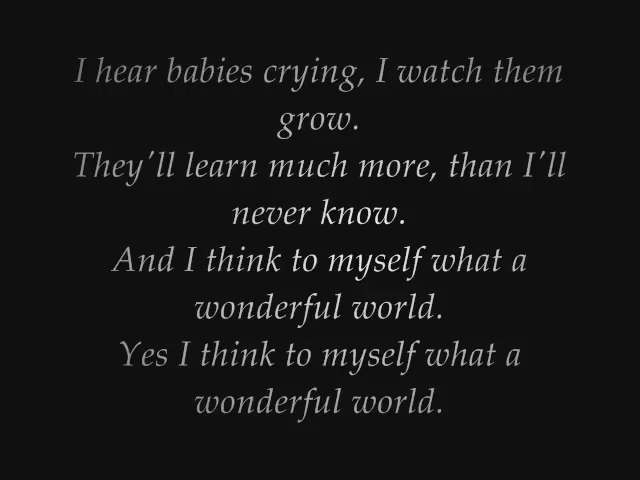 I hear babies crying, I watch them
grow.
They'll learn much more, than I'll
never know.
And I think to myself what a
wonderful world.
Yes I think to myself what a
wonderful world.